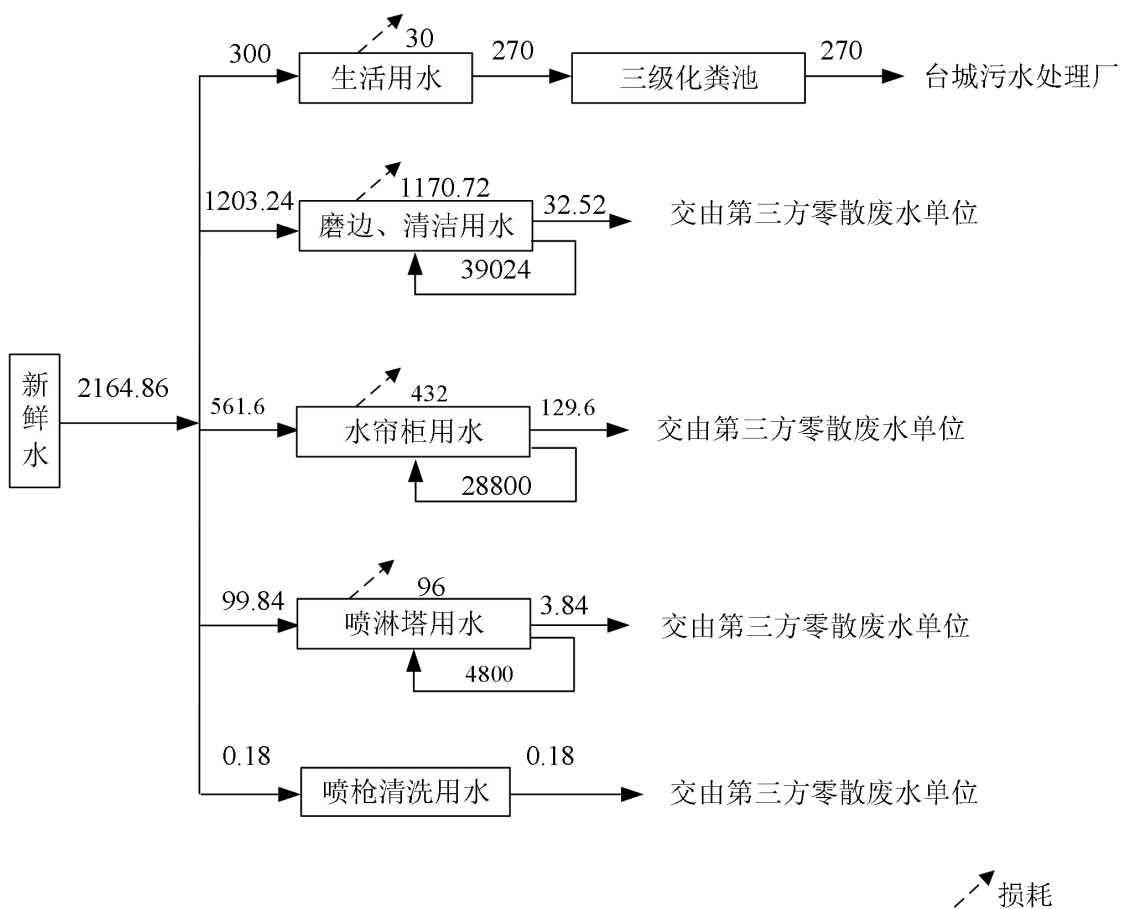 300
30
生活用水
270
三级化粪池
270
台城污水处理厂
1203.24
1170.72
磨边、清洁用水
32.52
交由第三方零散废水单位
39024
新鲜水
2164.86
561.6
432
水帘柜用水
129.6
交由第三方零散废水单位
28800
99.84
96
喷淋塔用水
3.84
交由第三方零散废水单位
4800
0.18
喷枪清洗用水
0.18
交由第三方零散废水单位
损耗